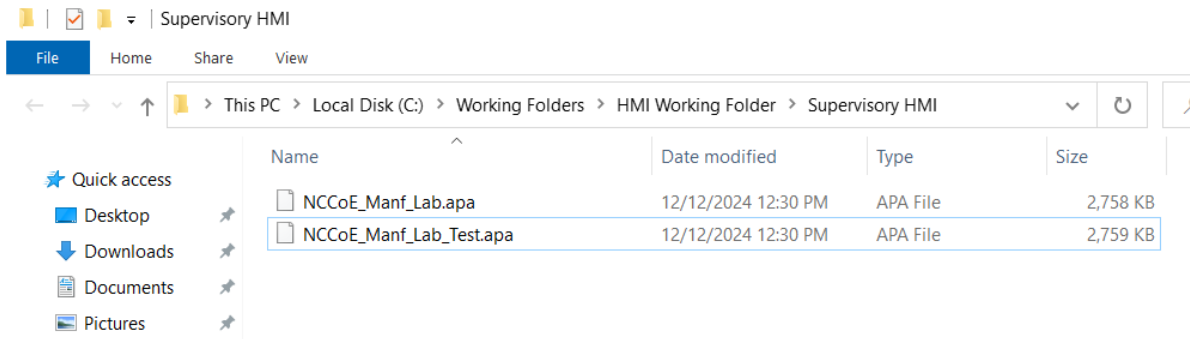 Supervisory HMI
File Home Share View
This PC Local Disk (C:) Working Folders HMI Working Folder Supervisory HMI
Name Date modified Type Size
Quick access
NCCoE_Manf_Lab.apa 12/12/2024 12:30 PM APA File 2,758 KB
Desktop
NCCoE_Manf_Lab_Test.apa 12/12/2024 12:30 PM APA File 2,759 KB
Downloads
Documents
Pictures